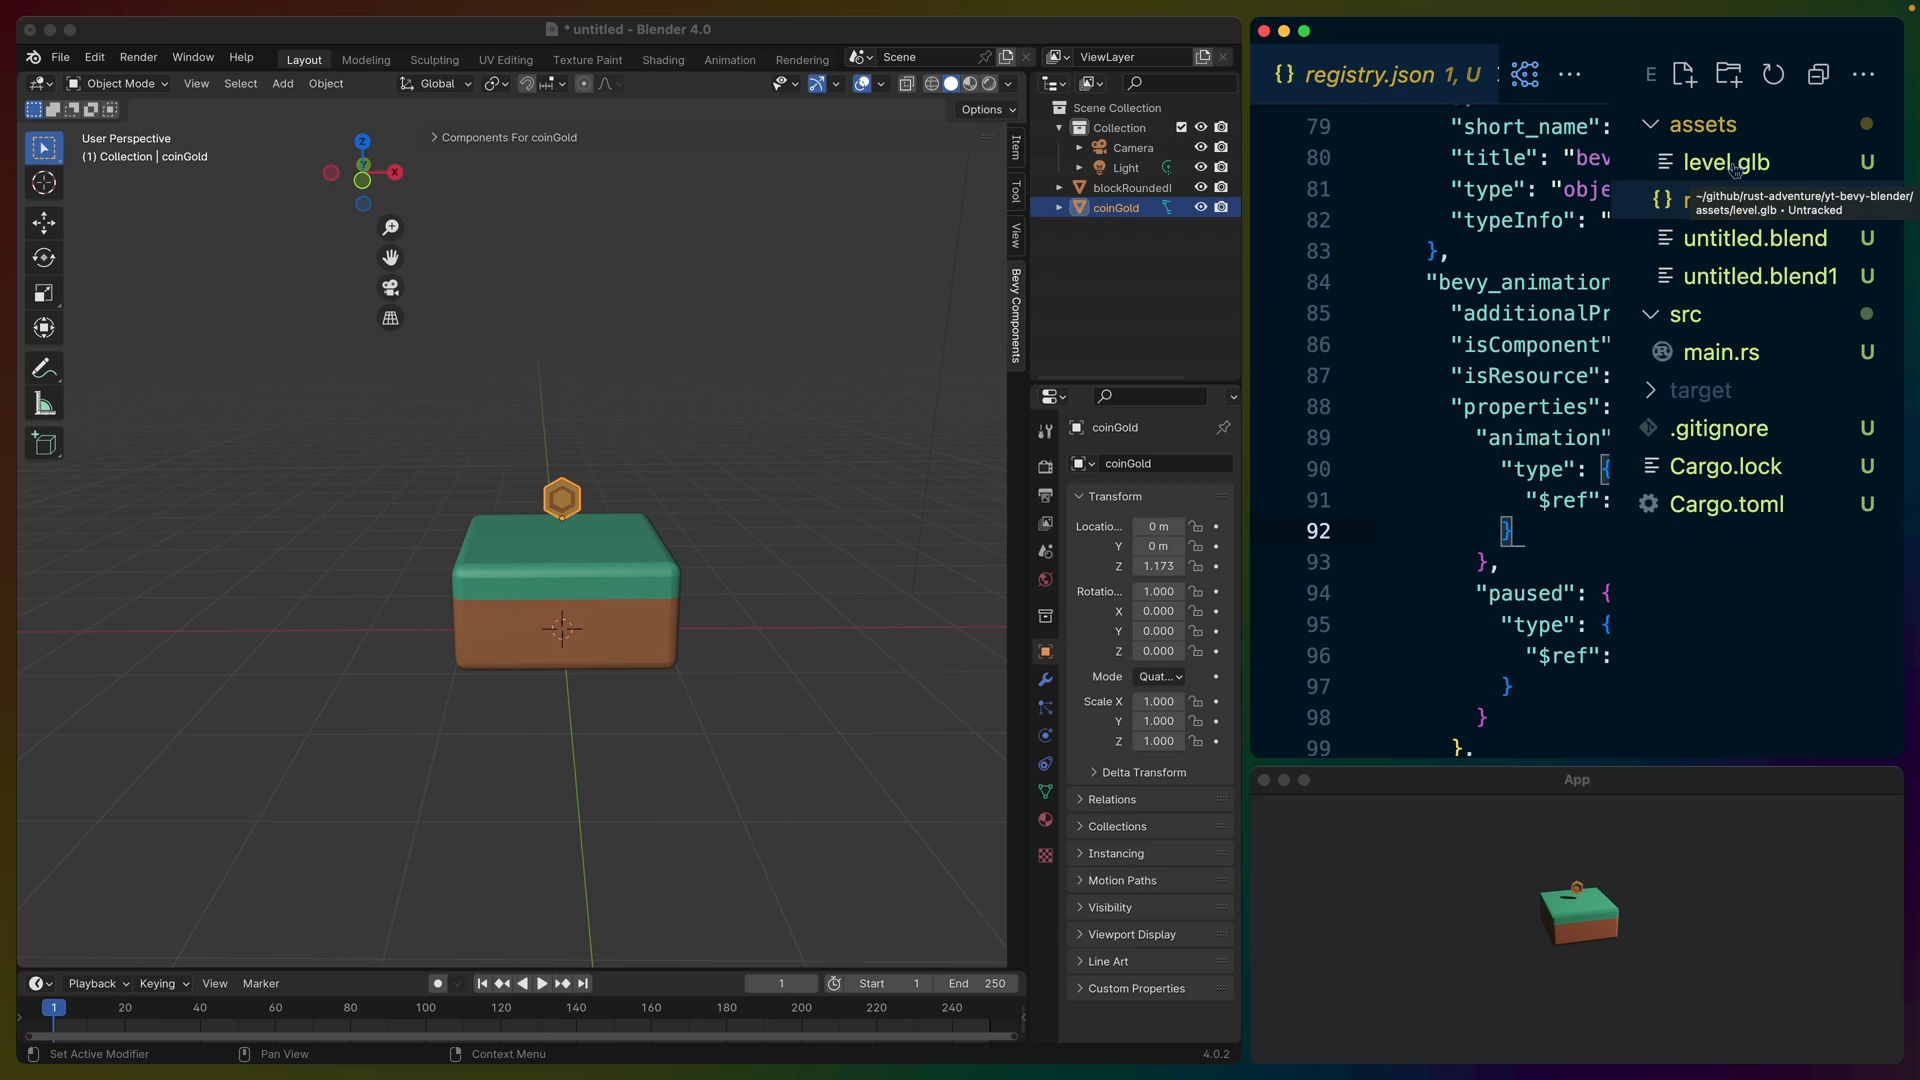 * untitled - Blender 4.0
File Edit Render Window Help
Layout Modeling Sculpting UV Editing Texture Paint Shading Animation Rendering
Scene
ViewLayer
Object Mode
View Select Add Object
Global
Options
User Perspective
(1) Collection | coinGold
Components For coinGold
Z
Y
X
Item
Tool
View
Bevy Components
Scene Collection
Collection
Camera
Light
blockRoundedl
coinGold
coinGold
coinGold
Transform
Locatio... 0 m
Y 0 m
Z 1.173
Rotatio... 1.000
X 0.000
Y 0.000
Z 0.000
Mode Quat...
Scale X 1.000
Y 1.000
Z 1.000
Delta Transform
Relations
Collections
Instancing
Motion Paths
Visibility
Viewport Display
Line Art
Custom Properties
Playback Keying View Marker
1
Start 1
End 250
1 20 40 60 80 100 120 140 160 180 200 220 240
Set Active Modifier
Pan View
Context Menu
4.0.2
{} registry.json 1, U
E
79 "short_name":
80 "title": "bev
81 "type": "obje
82 "typeInfo": "
83 },
84 "bevy_animation
85 "additionalPr
86 "isComponent"
87 "isResource":
88 "properties":
89 "animation"
90 "type": {
91 "$ref":
92 }
93 },
94 "paused": {
95 "type": {
96 "$ref":
97 }
98 }
99 },
assets
level.glb U
{} r
~/github/rust-adventure/yt-bevy-blender/
assets/level.glb • Untracked
untitled.blend U
untitled.blend1 U
src
main.rs U
target
.gitignore U
Cargo.lock U
Cargo.toml U
App